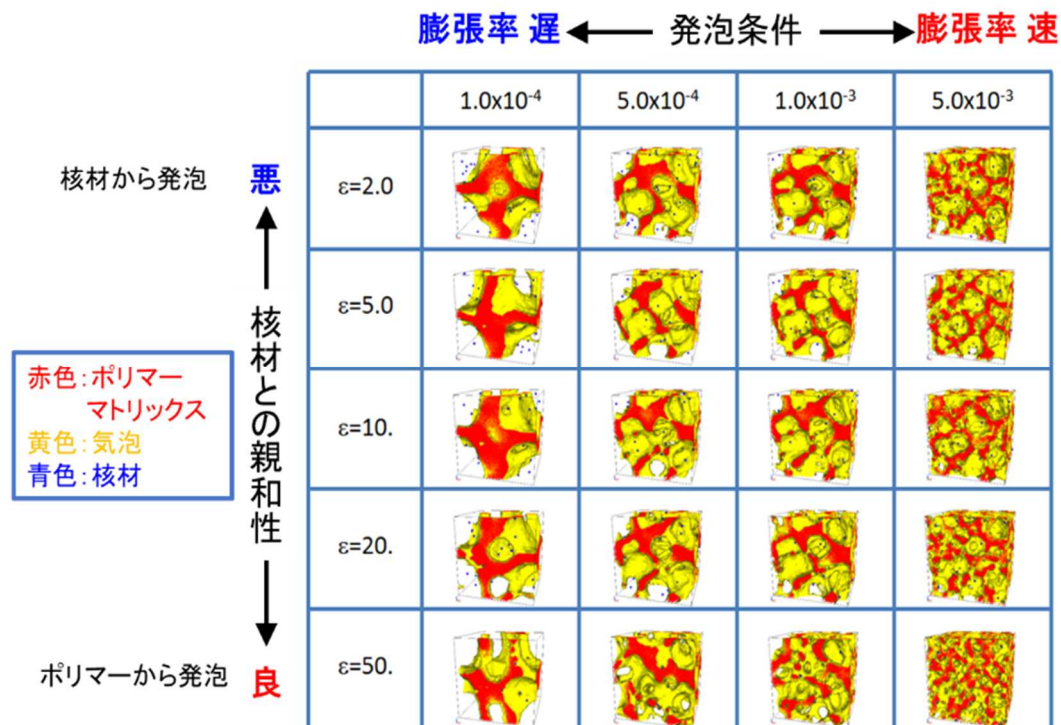 膨張率 遅 発泡条件 膨張率 速
1.0x10-4 5.0x10-4 1.0x10-3 5.0x10-3
核材から発泡 悪 ε=2.0
ε=5.0
核材との親和性
赤色：ポリマー
マトリックス
黄色：気泡
青色：核材
ε=10.
ε=20.
ポリマーから発泡 良 ε=50.